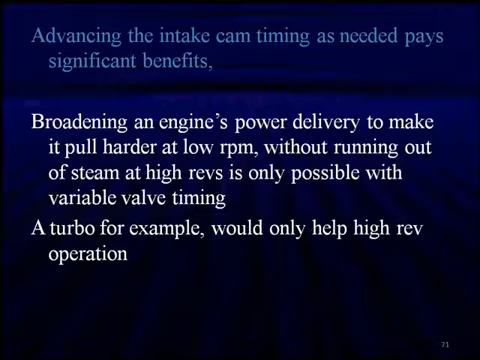 Advancing the intake cam timing as needed pays
significant benefits,
Broadening an engine's power delivery to make
it pull harder at low rpm, without running out
of steam at high revs is only possible with
variable valve timing
A turbo for example, would only help high rev
operation
71